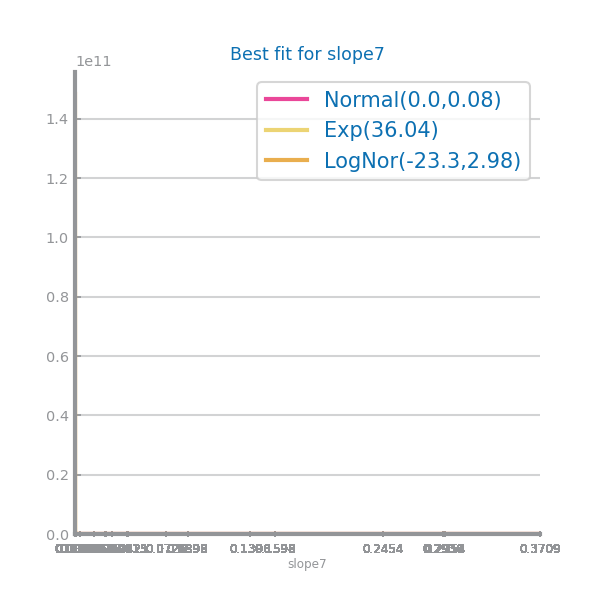 Best fit for slope7
1e11
Normal(0.0,0.08)
Exp(36.04)
LogNor(-23.3,2.98)
1.4
1.2
1.0
0.8
0.6
0.4
0.2
0.0
0.2454 0.3709
slope7